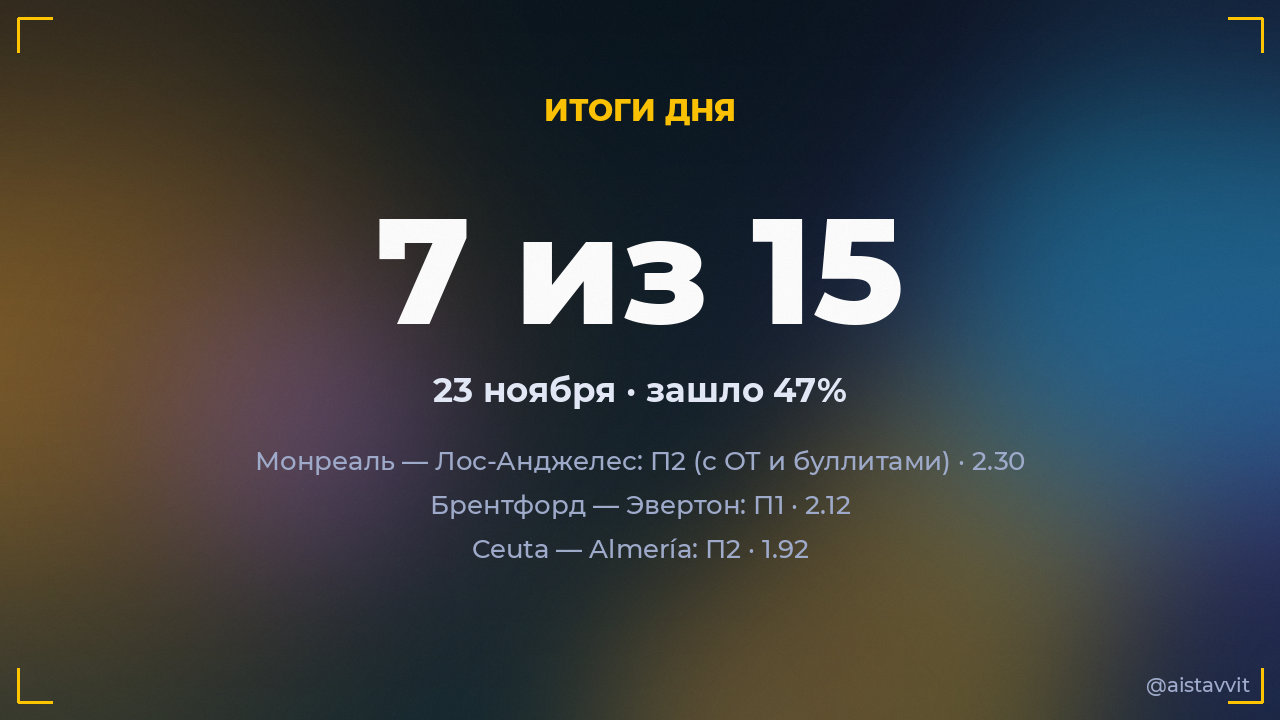 ИТОГИ ДНЯ
7 из 15
23 ноября · зашло 47%
Монреаль — Лос-Анджелес: П2 (с ОТ и буллитами) · 2.30
Брентфорд — Эвертон: П1 · 2.12
Ceuta — Almería: П2 · 1.92
@aistavvit